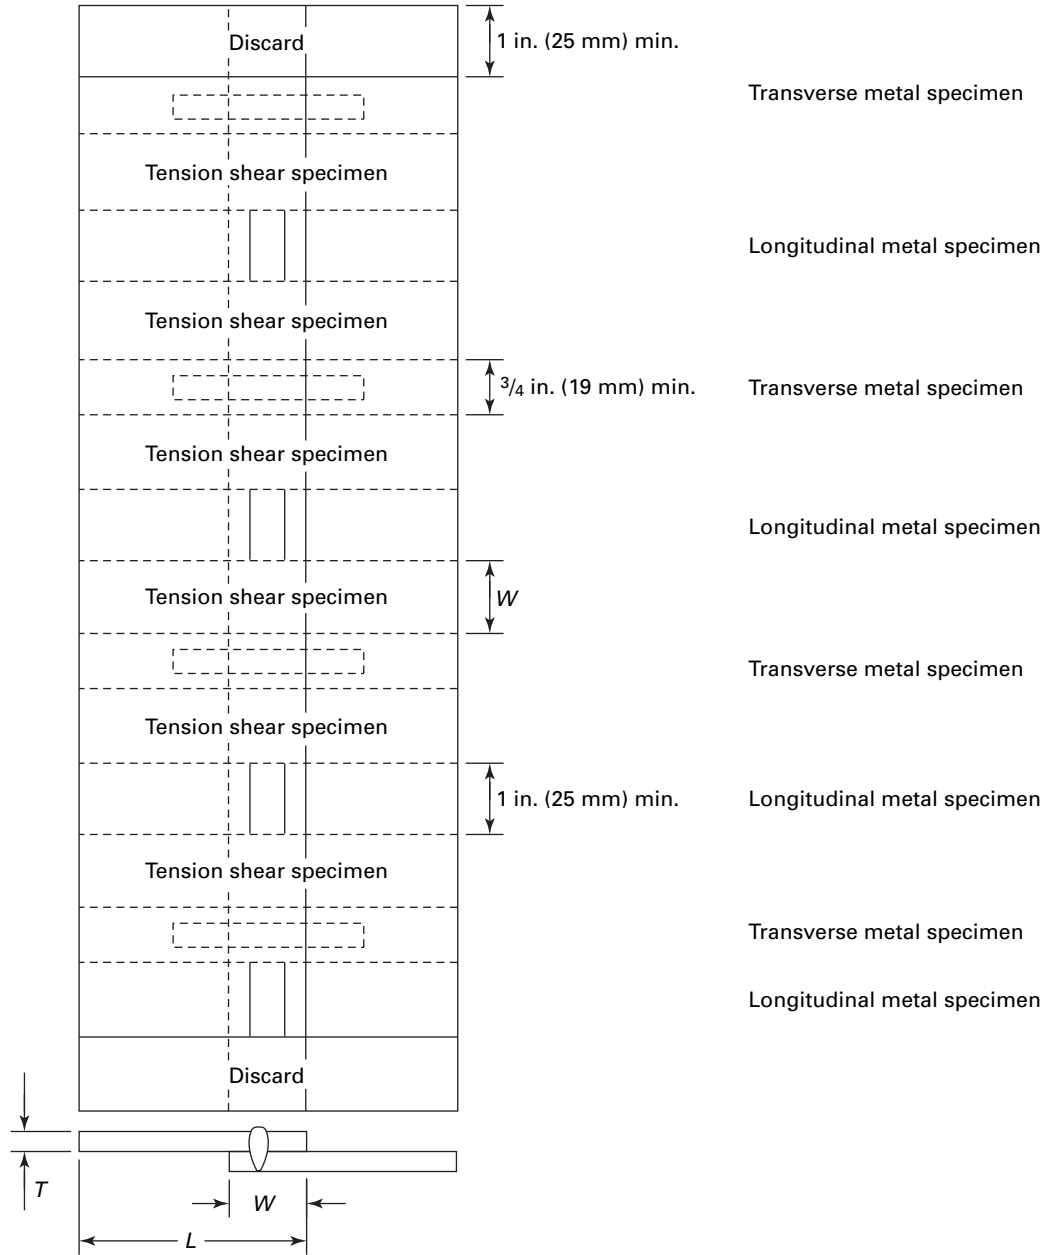 Discard
1 in. (25 mm) min.
Transverse metal specimen
Tension shear specimen
Longitudinal metal specimen
Tension shear specimen
3/4 in. (19 mm) min.
Transverse metal specimen
Tension shear specimen
Longitudinal metal specimen
Tension shear specimen
W
Transverse metal specimen
Tension shear specimen
1 in. (25 mm) min.
Longitudinal metal specimen
Tension shear specimen
Transverse metal specimen
Longitudinal metal specimen
Discard
T
W
L